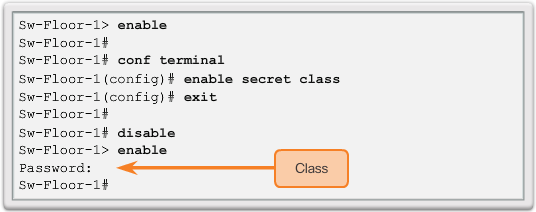 Sw-Floor-1> enable
Sw-Floor-1#
Sw-Floor-1# conf terminal
Sw-Floor-1(config)# enable secret class
Sw-Floor-1(config)# exit
Sw-Floor-1#
Sw-Floor-1# disable
Sw-Floor-1> enable
Password:
Class
Sw-Floor-1#